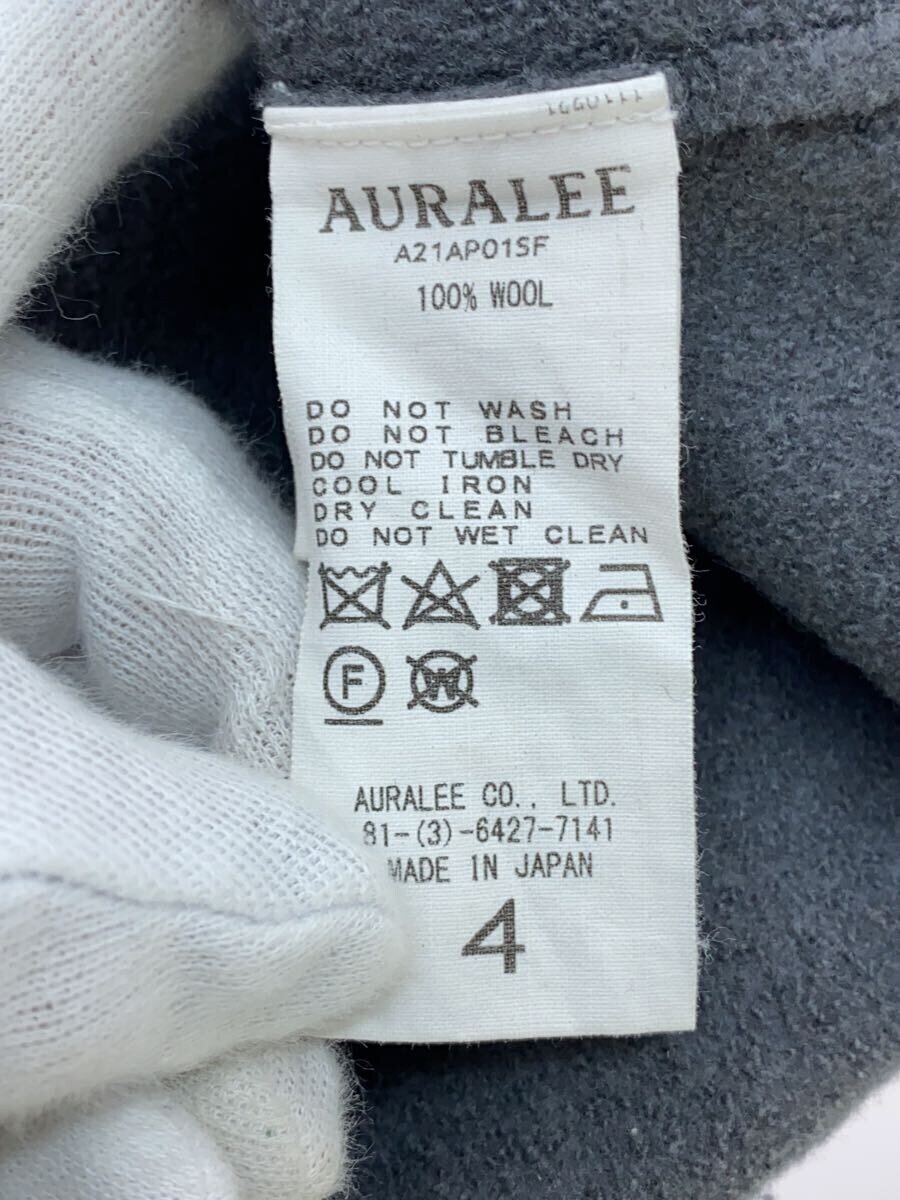 AURALEE
A21AP01SF
100% WOOL
DO NOT WASH
DO NOT BLEACH
DO NOT TUMBLE DRY
COOL IRON
DRY CLEAN
DO NOT WET CLEAN
F
W
AURALEE CO., LTD.
81-(3)-6427-7141
MADE IN JAPAN
4